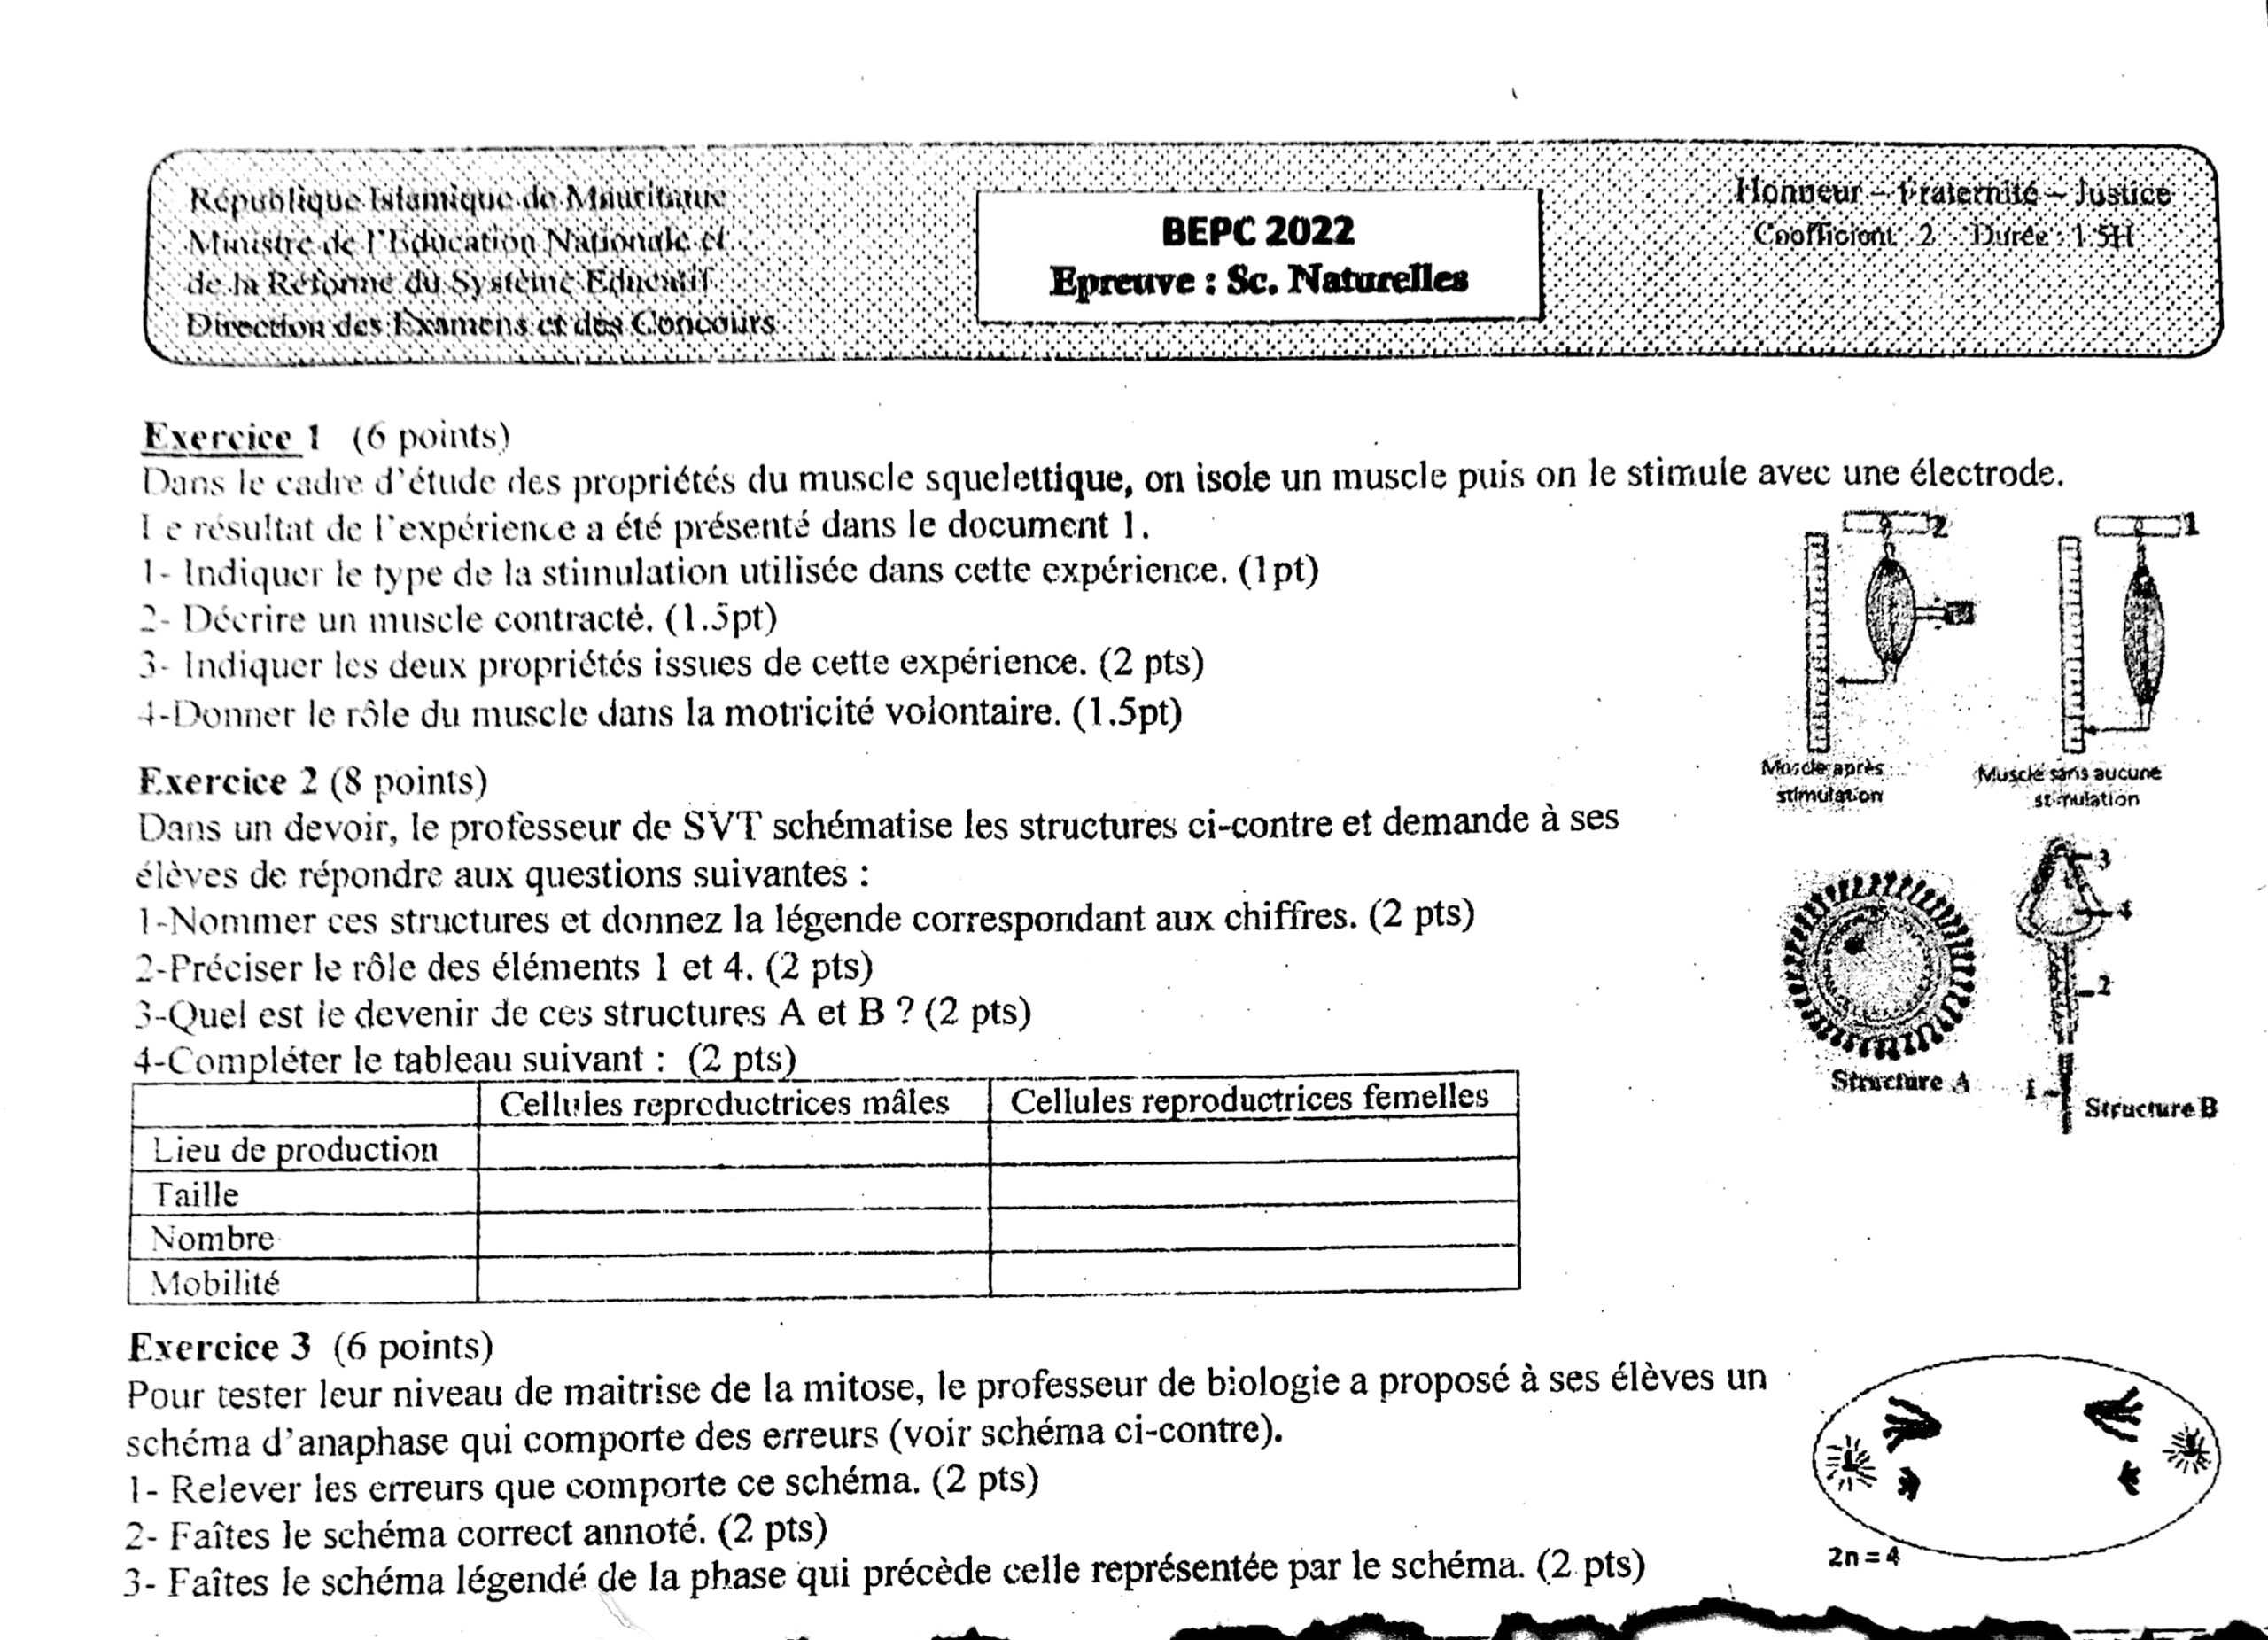 République Islamique de Mauritanie
Ministre de l'Education Nationale et
de la Réforme du Système Educatif
Direction des Examens et des Concours
BEPC 2022
Epreuve : Sc. Naturelles
Honneur – Fraternité – Justice
Coefficient : 2 Durée : 1.5H
Exercice 1 (6 points)
Dans le cadre d'étude des propriétés du muscle squelettique, on isole un muscle puis on le stimule avec une électrode.
Le résultat de l'expérience a été présenté dans le document 1.
1- Indiquer le type de la stimulation utilisée dans cette expérience. (1pt)
2- Décrire un muscle contracté. (1.5pt)
3- Indiquer les deux propriétés issues de cette expérience. (2 pts)
4-Donner le rôle du muscle dans la motricité volontaire. (1.5pt)
2
1
Muscle après
stimulation
Muscle sans aucune
stimulation
Exercice 2 (8 points)
Dans un devoir, le professeur de SVT schématise les structures ci-contre et demande à ses
élèves de répondre aux questions suivantes :
1-Nommer ces structures et donnez la légende correspondant aux chiffres. (2 pts)
2-Préciser le rôle des éléments 1 et 4. (2 pts)
3-Quel est le devenir de ces structures A et B ? (2 pts)
4-Compléter le tableau suivant : (2 pts)
Cellules reproductrices mâles
Cellules reproductrices femelles
Lieu de production
Taille
Nombre
Mobilité
Structure A
3
4
2
1
Structure B
Exercice 3 (6 points)
Pour tester leur niveau de maitrise de la mitose, le professeur de biologie a proposé à ses élèves un
schéma d'anaphase qui comporte des erreurs (voir schéma ci-contre).
1- Relever les erreurs que comporte ce schéma. (2 pts)
2- Faîtes le schéma correct annoté. (2 pts)
3- Faîtes le schéma légendé de la phase qui précède celle représentée par le schéma. (2 pts)
2n = 4